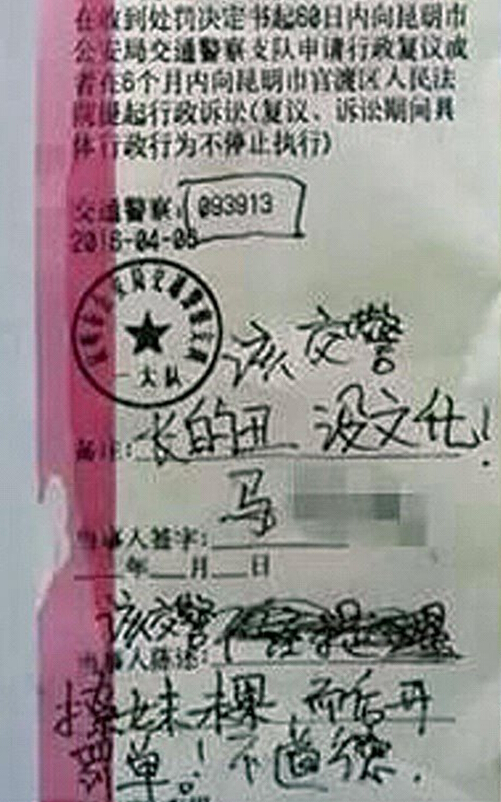 在收到处罚决定书起60日内向昆明市
公安局交通警察支队申请行政复议或
者在6个月内向昆明市官渡区人民法
院提起行政诉讼(复议、诉讼期间具
体行政行为不停止执行)
交通警察:093913
2016-04-05
一大队
该交警
备注:长的丑 没文化!
马
当事人签字:
年 月 日
该交警
当事人陈述:
而后开
罚单!不道德.